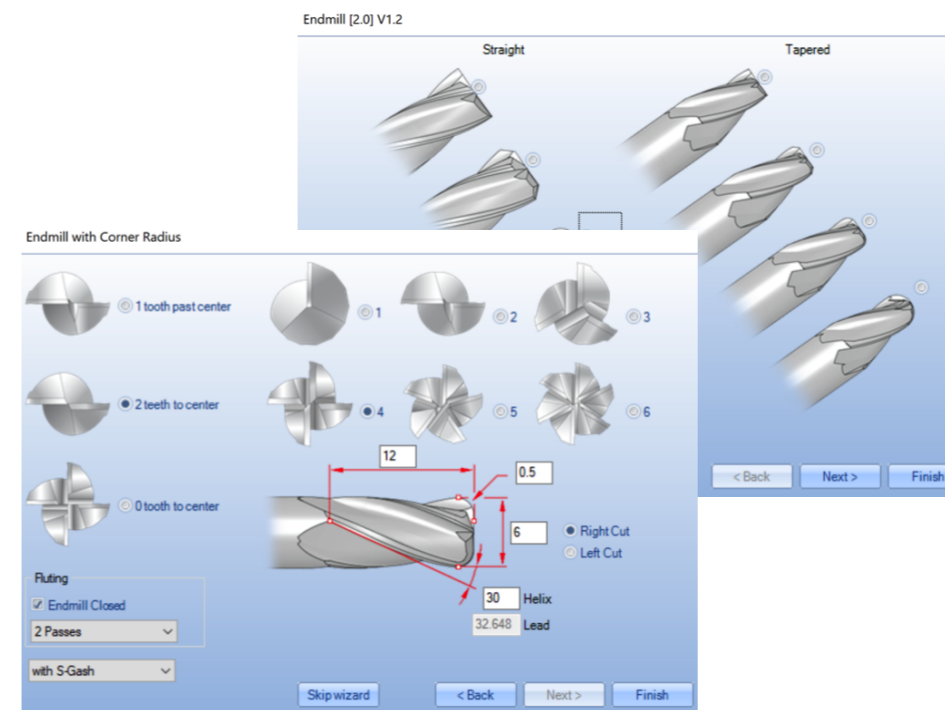 Endmill [2.0] V1.2
Straight
Tapered
< Back
Next >
Finish
Endmill with Corner Radius
1 tooth past center
1
2
3
2 teeth to center
4
5
6
0 tooth to center
12
0.5
6
Right Cut
Left Cut
30 Helix
32.648 Lead
Fluting
Endmill Closed
2 Passes
with S-Gash
Skip wizard
< Back
Next >
Finish